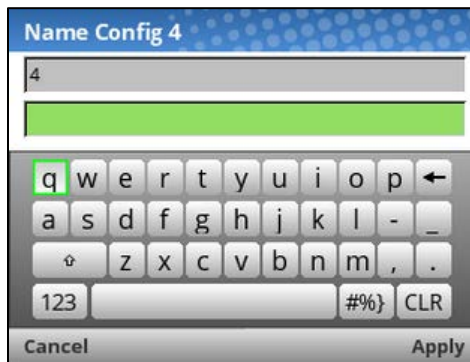 Name Config 4
4
q w e r t y u i o p ←
a s d f g h j k l - _
⇧ z x c v b n m , .
123 #%} CLR
Cancel Apply